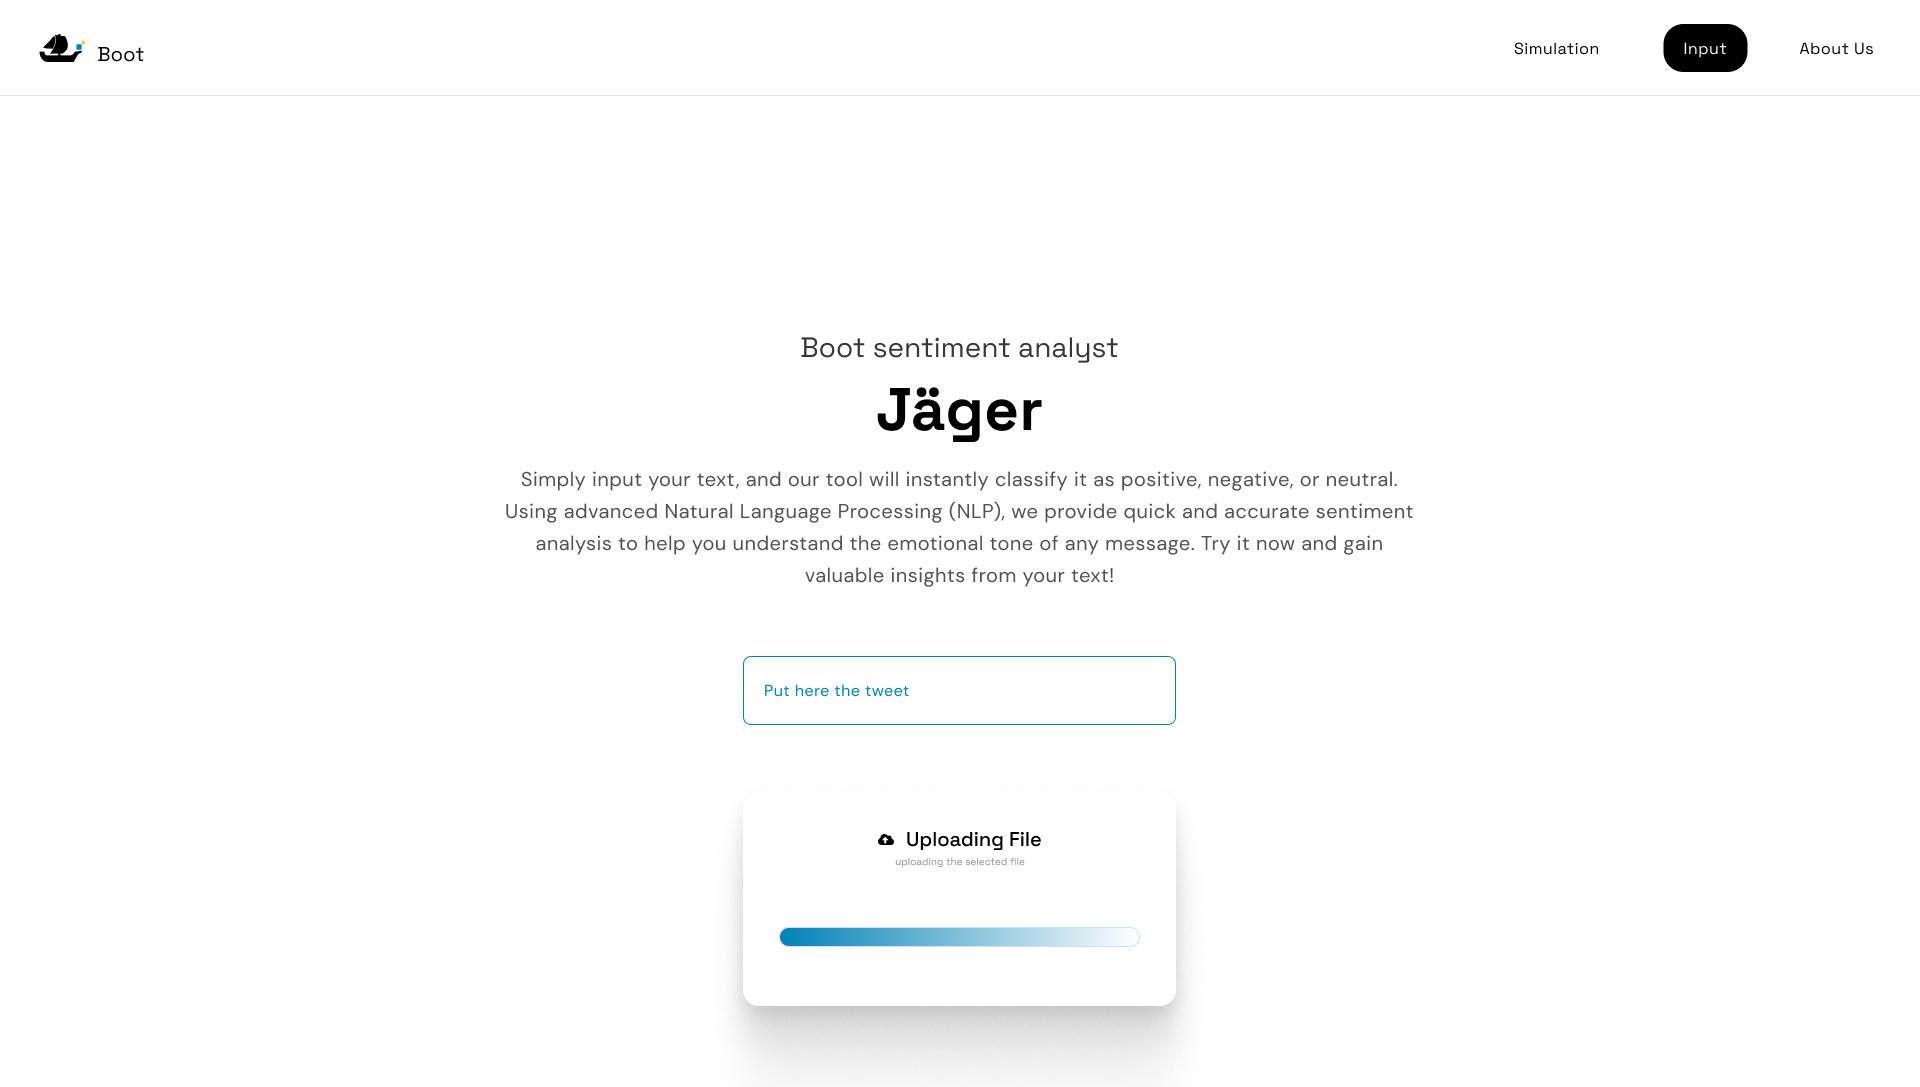 Boot
Simulation
Input
About Us
Boot sentiment analyst
Jäger
Simply input your text, and our tool will instantly classify it as positive, negative, or neutral.
Using advanced Natural Language Processing (NLP), we provide quick and accurate sentiment
analysis to help you understand the emotional tone of any message. Try it now and gain
valuable insights from your text!
Put here the tweet
Uploading File
uploading the selected file